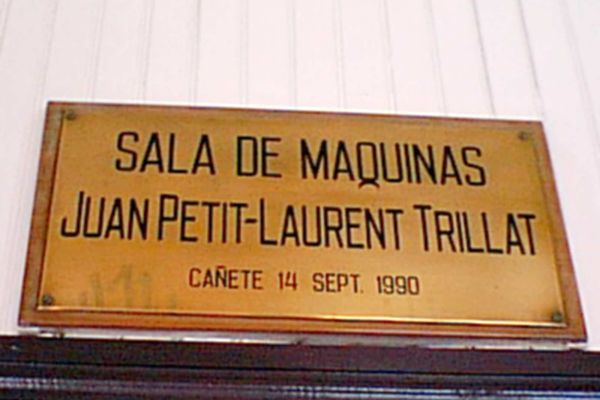 SALA DE MAQUINAS
JUAN PETIT-LAURENT TRILLAT
CAÑETE 14 SEPT. 1990